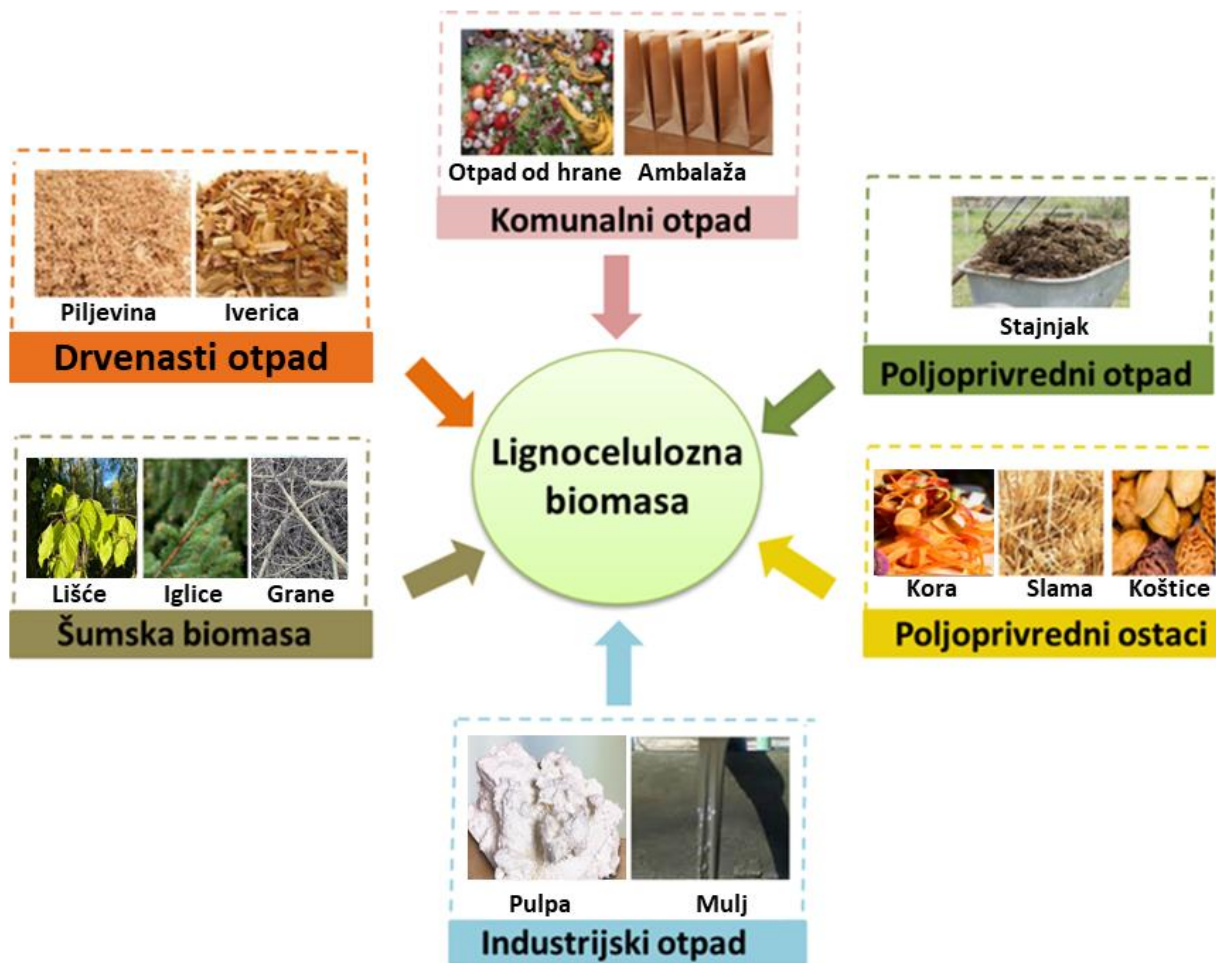 Otpad od hrane
Ambalaža
Komunalni otpad
Piljevina
Iverica
Drvenasti otpad
Stajnjak
Poljoprivredni otpad
Lignocelulozna
biomasa
Lišće
Iglice
Grane
Šumska biomasa
Kora
Slama
Koštice
Poljoprivredni ostaci
Pulpa
Mulj
Industrijski otpad